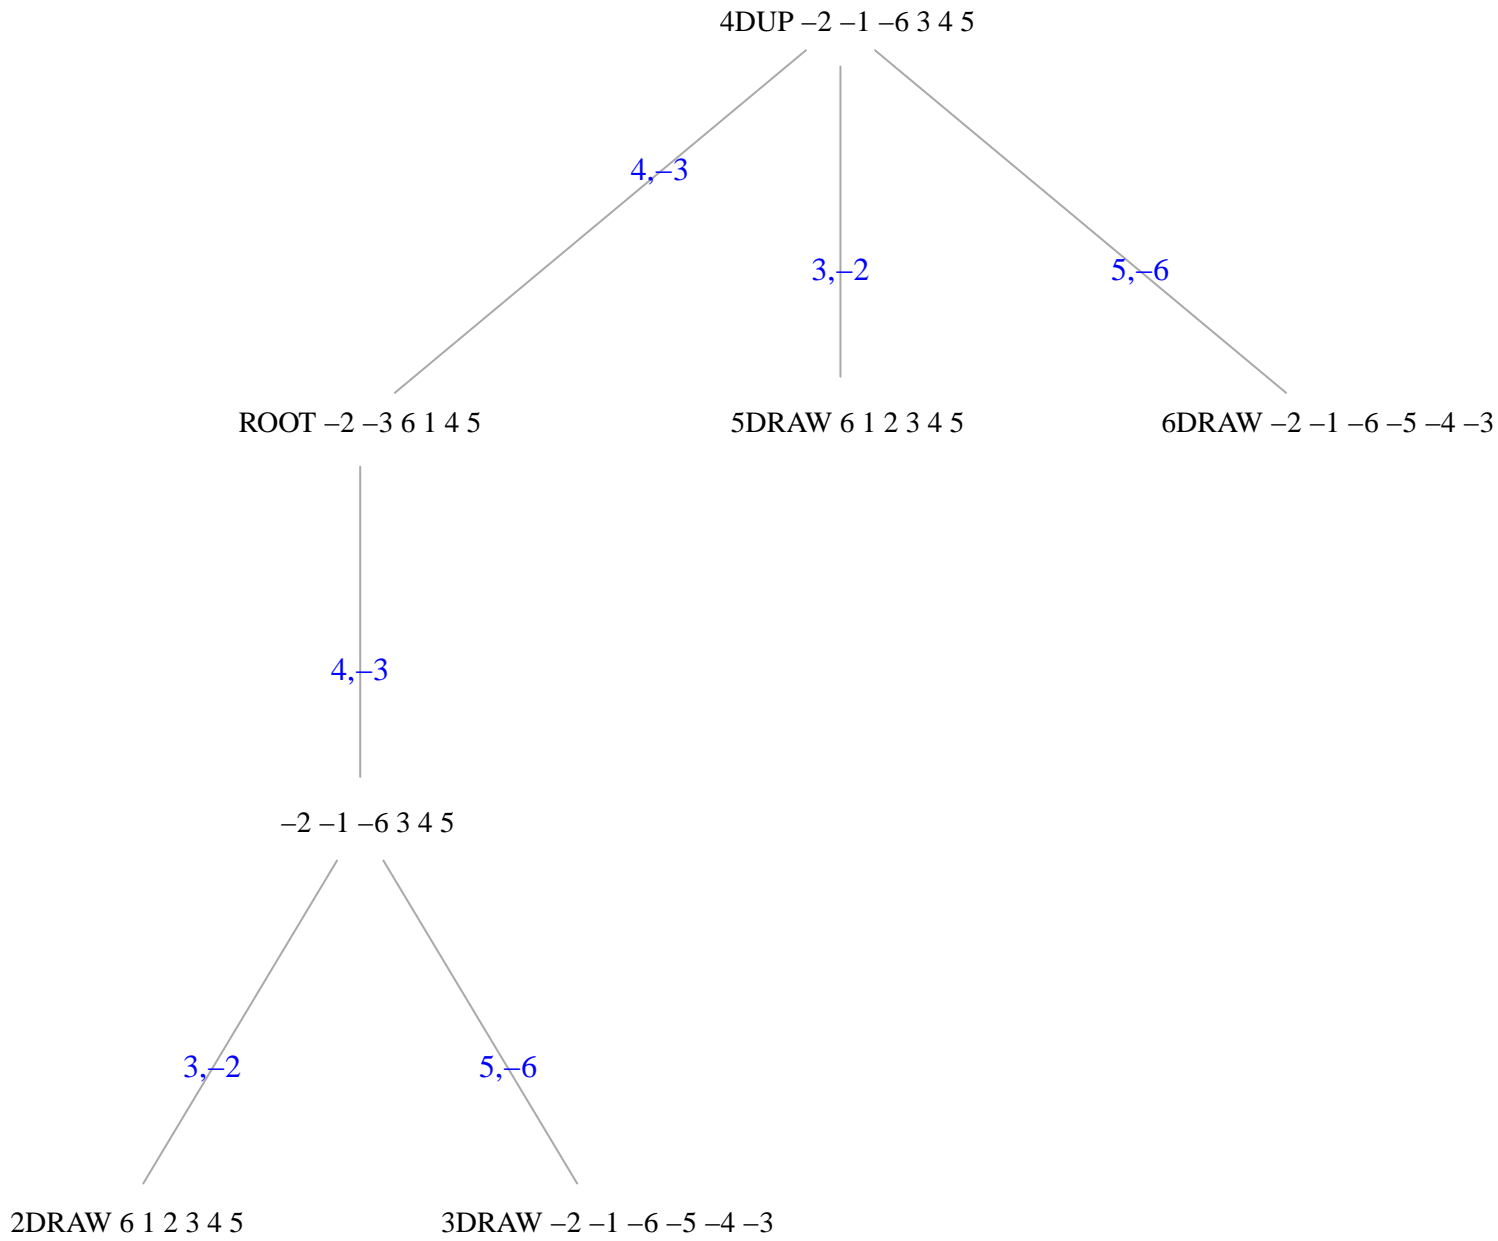 4DUP –2 –1 –6 3 4 5
4,–3
3,–2
5,–6
ROOT –2 –3 6 1 4 5
5DRAW 6 1 2 3 4 5
6DRAW –2 –1 –6 –5 –4 –3
4,–3
–2 –1 –6 3 4 5
3,–2
5,–6
2DRAW 6 1 2 3 4 5
3DRAW –2 –1 –6 –5 –4 –3